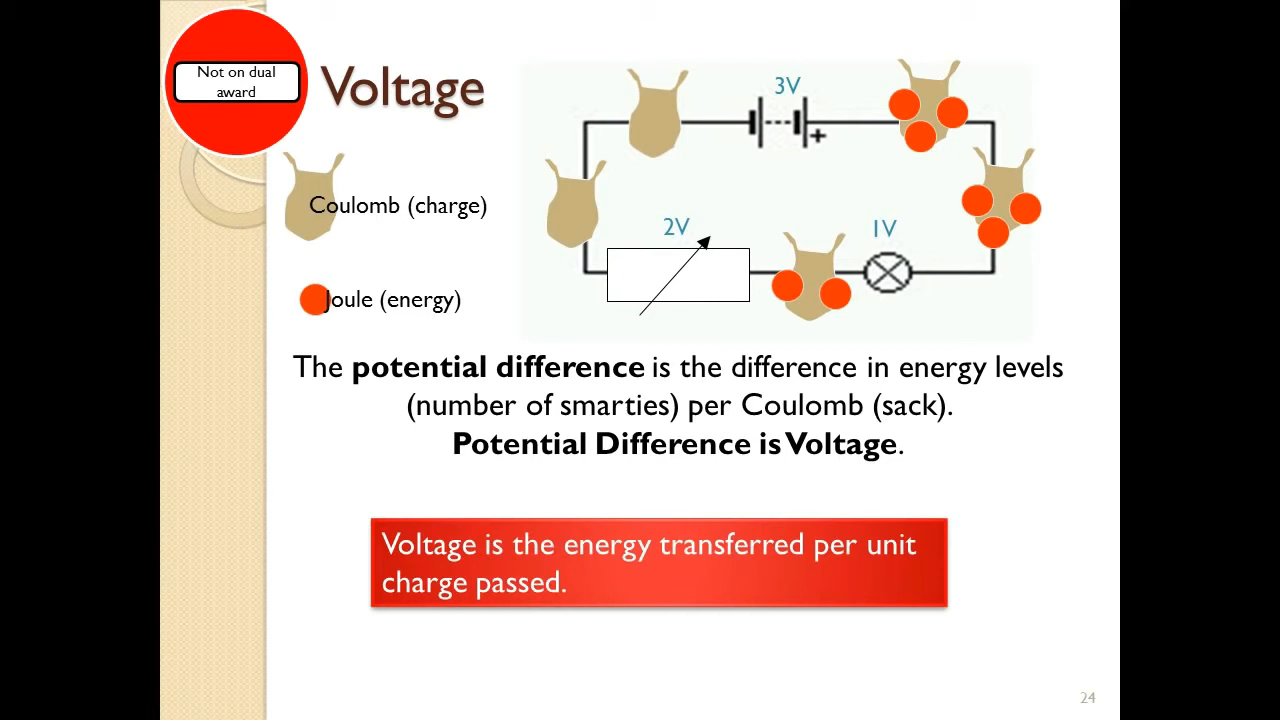 Not on dual
award
Voltage
3V
+
Coulomb (charge)
2V
1V
Joule (energy)
The potential difference is the difference in energy levels
(number of smarties) per Coulomb (sack).
Potential Difference is Voltage.
Voltage is the energy transferred per unit
charge passed.
24